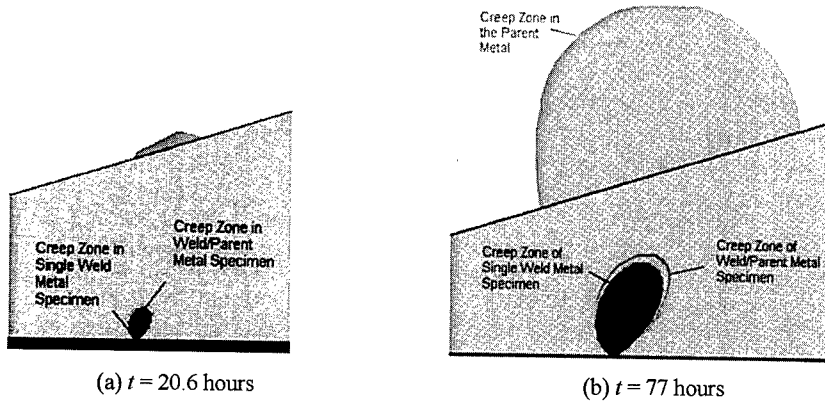 Creep Zone in
the Parent
Metal
Creep Zone in
Single Weld
Metal
Specimen
Creep Zone in
Weld/Parent
Metal Specimen
Creep Zone of
Single Weld Metal
Specimen
Creep Zone of
Weld/Parent Metal
Specimen
(a) t = 20.6 hours
(b) t = 77 hours